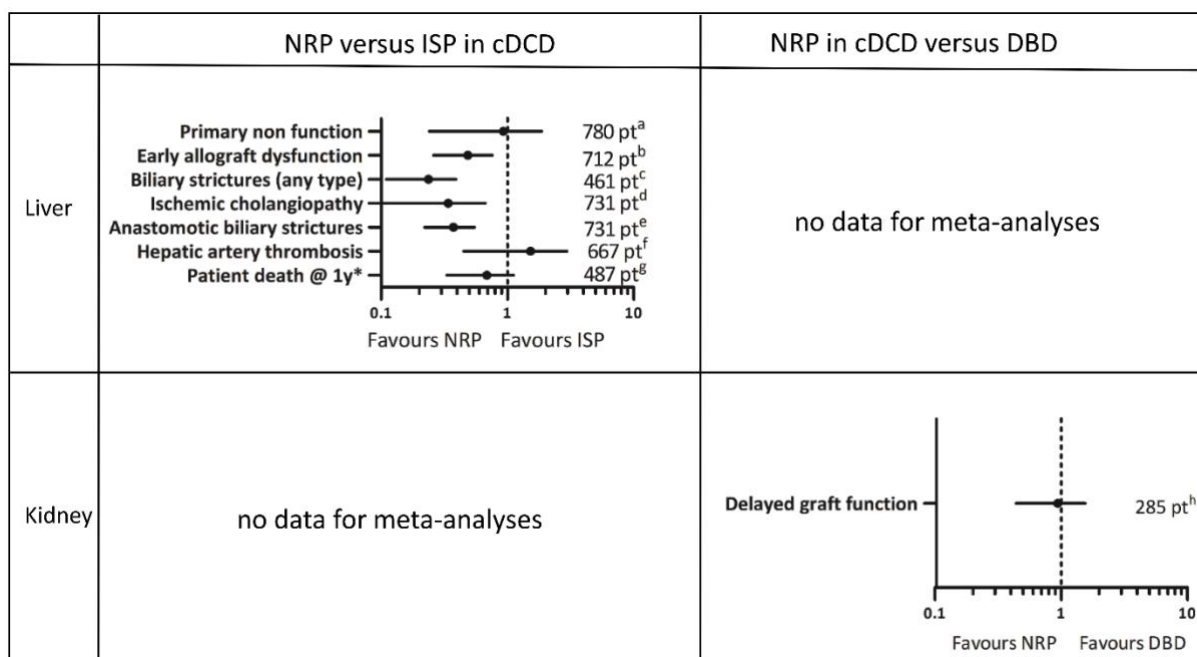 NRP versus ISP in cDCD
NRP in cDCD versus DBD
Liver
Primary non function
780 pt^a
Early allograft dysfunction
712 pt^b
Biliary strictures (any type)
461 pt^c
Ischemic cholangiopathy
731 pt^d
Anastomotic biliary strictures
731 pt^e
Hepatic artery thrombosis
667 pt^f
Patient death @ 1y*
487 pt^g
0.1 1 10
Favours NRP Favours ISP
no data for meta-analyses
Kidney
no data for meta-analyses
Delayed graft function
285 pt^h
0.1 1 10
Favours NRP Favours DBD